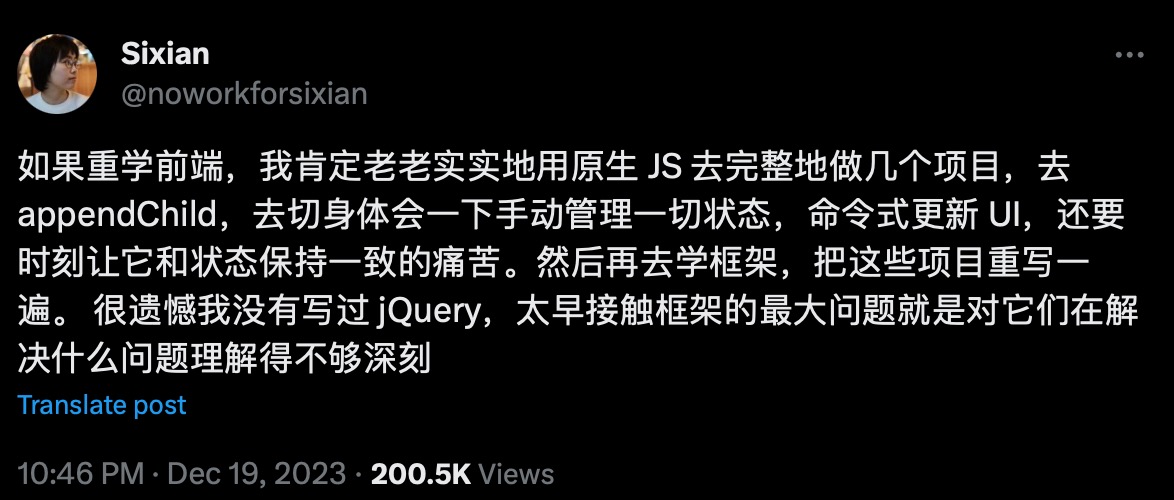 Sixian
@noworkforsixian
如果重学前端，我肯定老老实实地用原生 JS 去完整地做几个项目，去
appendChild，去切身体会一下手动管理一切状态，命令式更新 UI，还要
时刻让它和状态保持一致的痛苦。然后再去学框架，把这些项目重写一
遍。 很遗憾我没有写过 jQuery，太早接触框架的最大问题就是对它们在解
决什么问题理解得不够深刻
Translate post
10:46 PM · Dec 19, 2023 · 200.5K Views